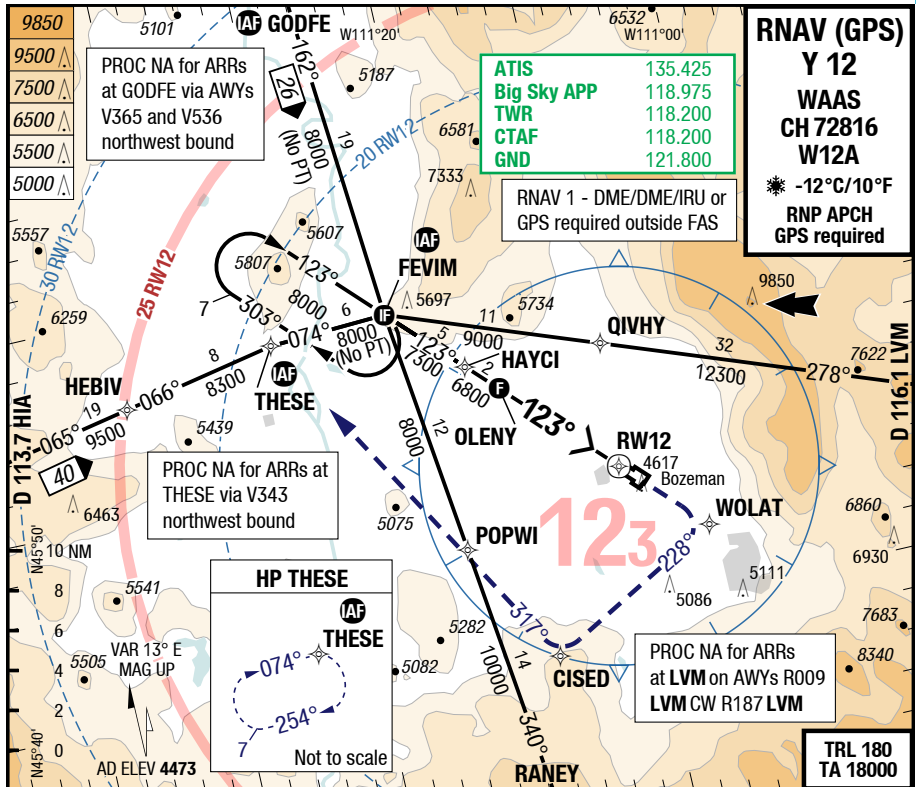 9850
9500
7500
6500
5500
5000
5101
IAF GODFE
W111°20'
6532
W111°00'
PROC NA for ARRs
at GODFE via AWYs
V365 and V536
northwest bound
162°
26
8000
(No PT)
19
5187
20 RW12
ATIS 135.425
Big Sky APP 118.975
TWR 118.200
CTAF 118.200
GND 121.800
6581
7333
RNAV 1 - DME/DME/IRU or
GPS required outside FAS
RNAV (GPS)
Y 12
WAAS
CH 72816
W12A
-12°C/10°F
RNP APCH
GPS required
5557
30 RW12
25 RW12
6259
5607
5807
123°
8000
7
303°
074°
6
IAF
FEVIM
IF
5697
8000
(No PT)
5734
11
9000
QIVHY
9850
32
12300
7622
278°
D 116.1 LVM
123°
5
7500
HAYCI
2
6800
F
OLENY
123°
RW12
4617
Bozeman
IAF
THESE
8
8300
066°
HEBIV
19
065°
9500
40
D 113.7 HIA
6463
5439
PROC NA for ARRs at
THESE via V343
northwest bound
12
8000
5075
POPWI
123
WOLAT
228°
6860
6930
5111
5086
7683
8340
317°
CISED
14
10000
340°
RANEY
5282
5082
N45°50'
10 NM
8
6
4
2
0
N45°40'
5541
5505
VAR 13° E
MAG UP
AD ELEV 4473
HP THESE
IAF
THESE
074°
254°
7
Not to scale
PROC NA for ARRs
at LVM on AWYs R009
LVM CW R187 LVM
TRL 180
TA 18000